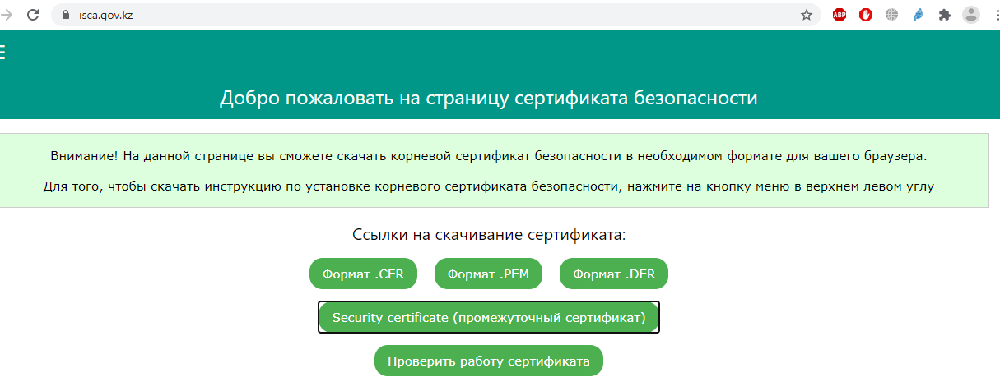 isca.gov.kz
ABP
Добро пожаловать на страницу сертификата безопасности
Внимание! На данной странице вы сможете скачать корневой сертификат безопасности в необходимом формате для вашего браузера.
Для того, чтобы скачать инструкцию по установке корневого сертификата безопасности, нажмите на кнопку меню в верхнем левом углу
Ссылки на скачивание сертификата:
Формат .CER Формат .PEM Формат .DER
Security certificate (промежуточный сертификат)
Проверить работу сертификата